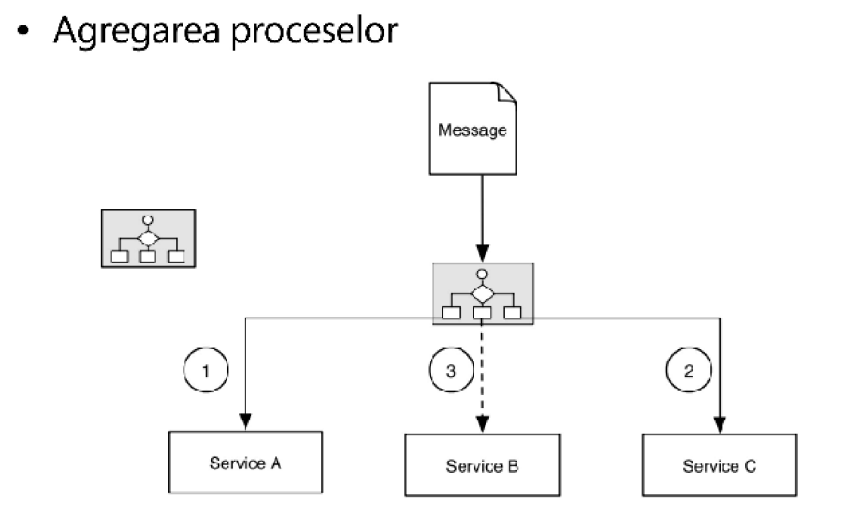 • Agregarea proceselor
Message
1
3
2
Service A
Service B
Service C